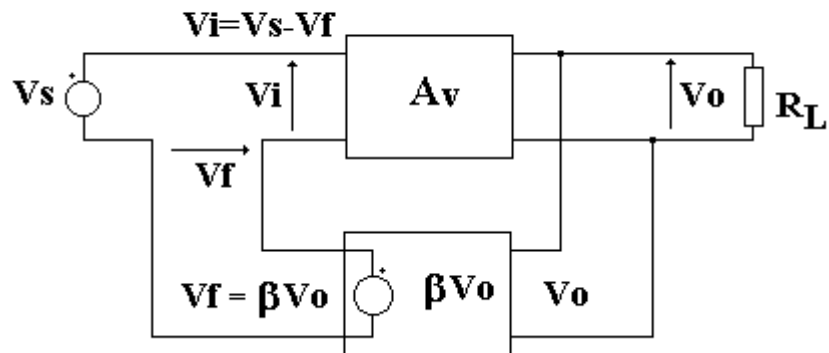 Vi=Vs-Vf
Vs
Vi
Av
Vo
RL
Vf
Vf = βVo
βVo
Vo